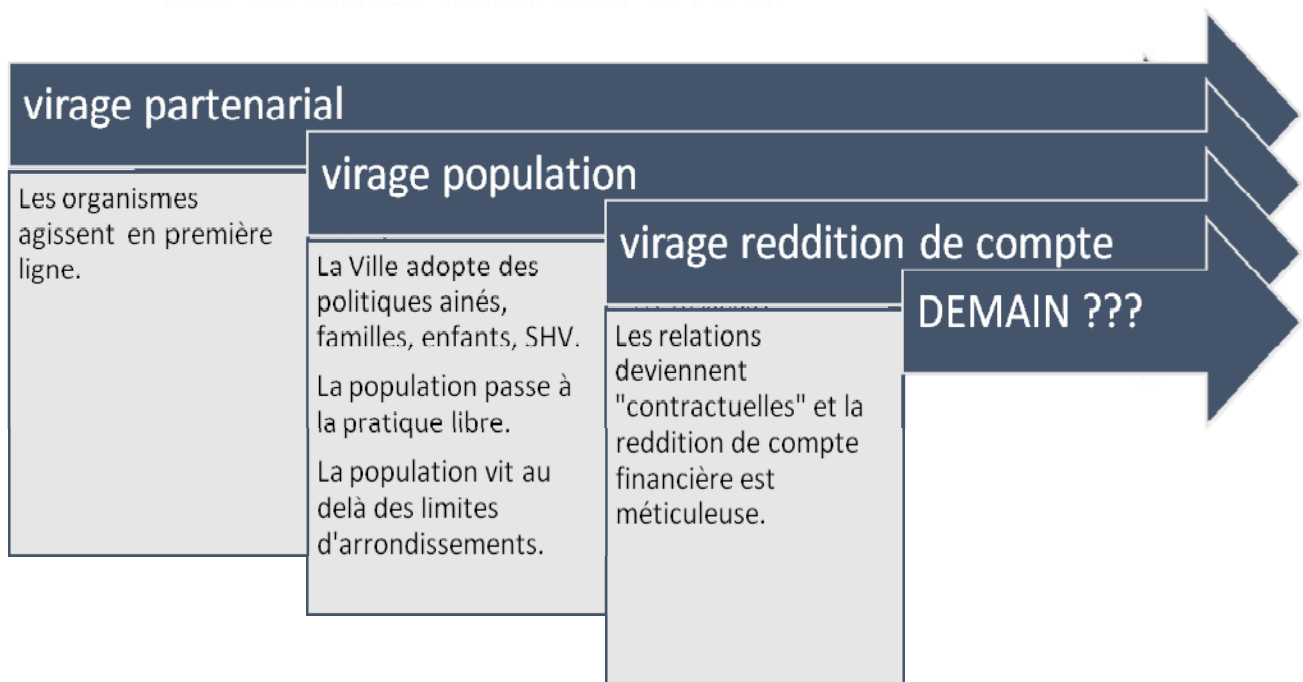 virage partenarial
Les organismes
agissent en première
ligne.
virage population
La Ville adopte des
politiques ainés,
familles, enfants, SHV.
La population passe à
la pratique libre.
La population vit au
delà des limites
d'arrondissements.
virage reddition de compte
Les relations
deviennent
"contractuelles" et la
reddition de compte
financière est
méticuleuse.
DEMAIN ???